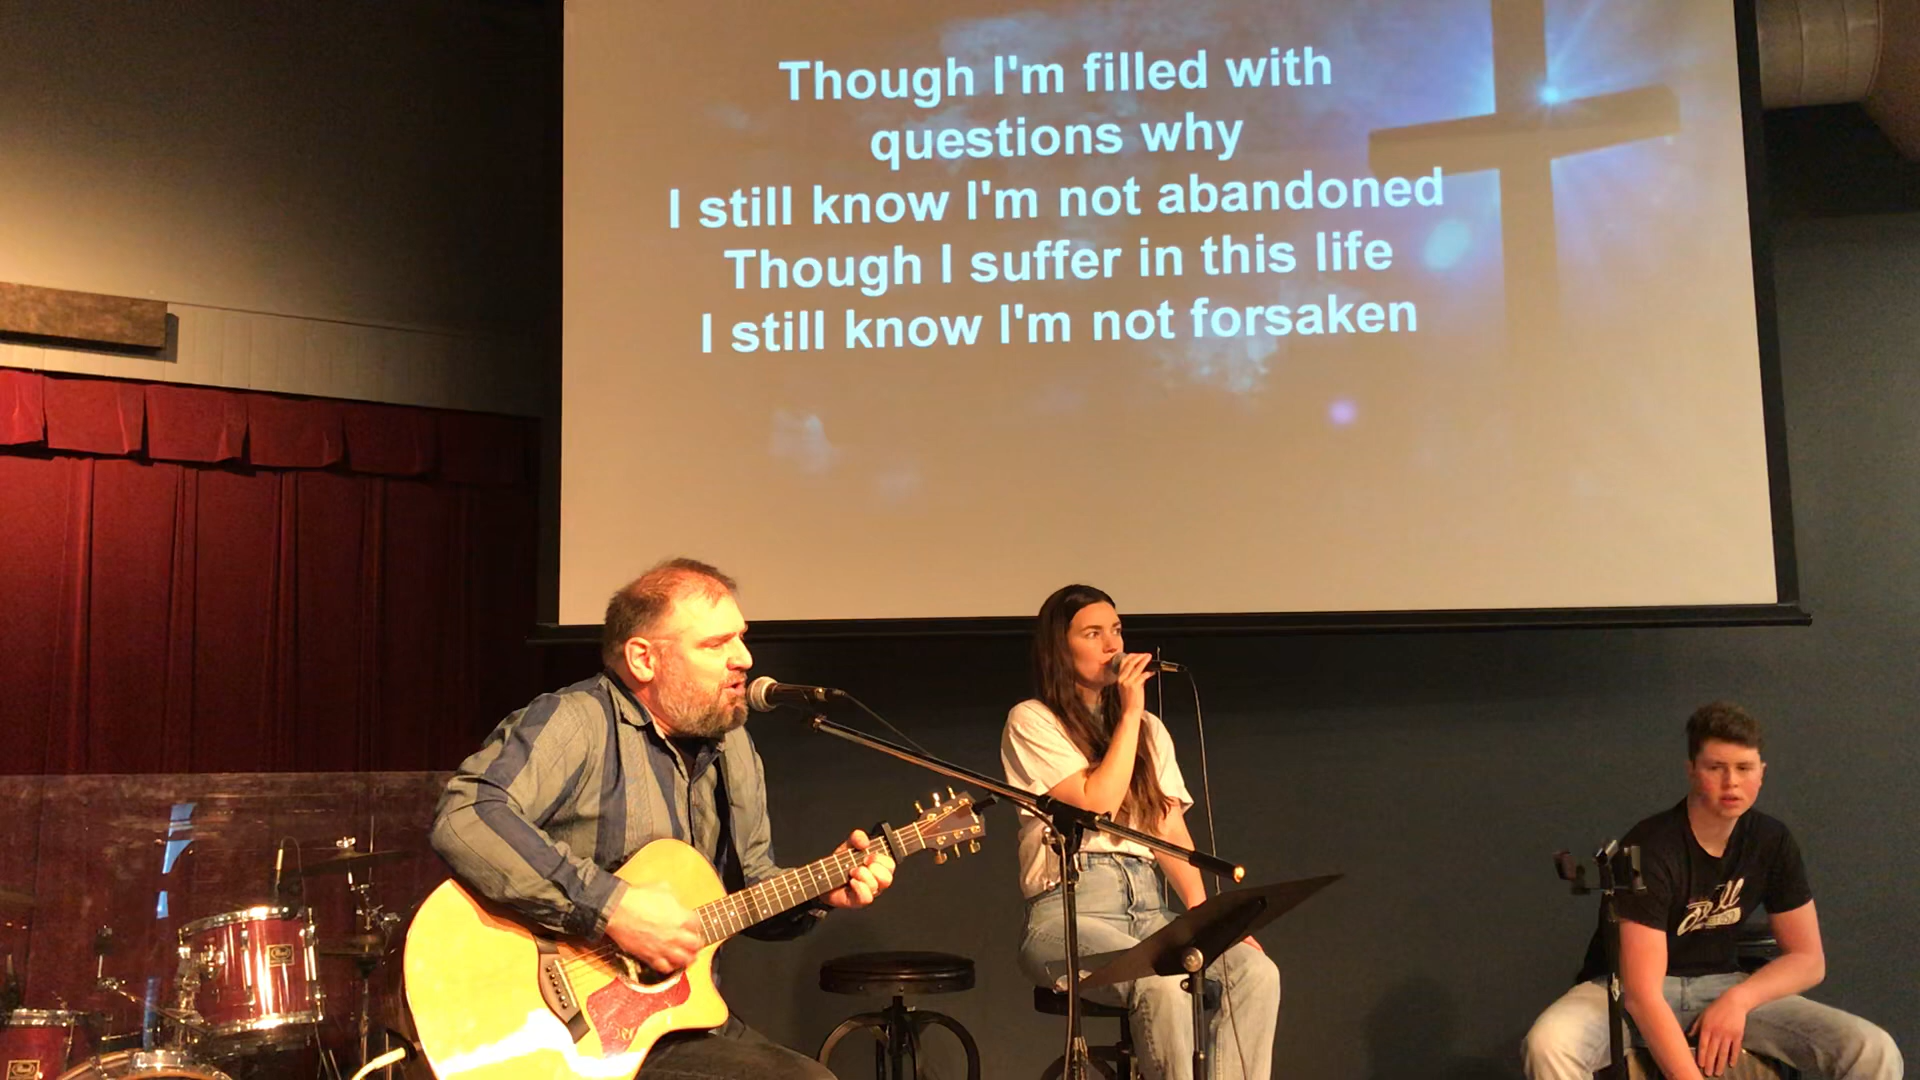 Though I'm filled with
questions why
I still know I'm not abandoned
Though I suffer in this life
I still know I'm not forsaken